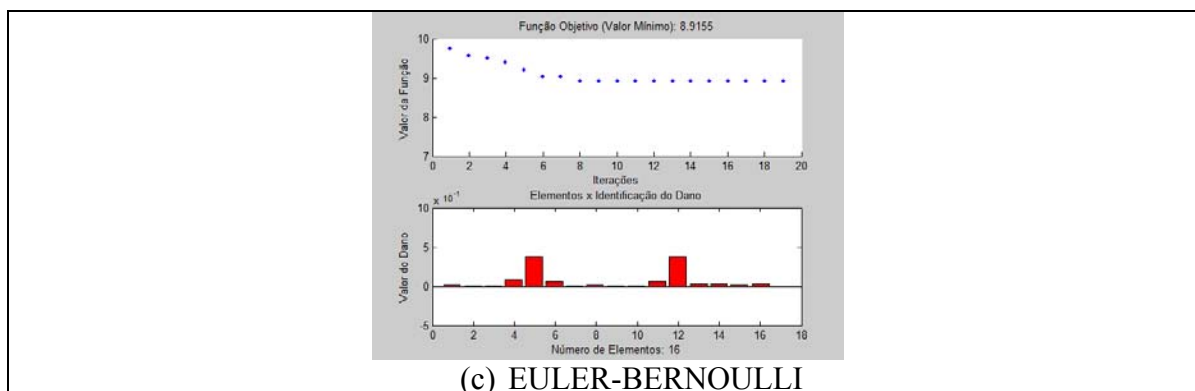 Função Objetivo (Valor Mínimo): 8.9155
Valor da Função
10
9
8
7
0 2 4 6 8 10 12 14 16 18 20
Iterações
Elementos x Identificação do Dano
x 10⁻¹
Valor do Dano
10
5
0
-5
0 2 4 6 8 10 12 14 16 18
Número de Elementos: 16
(c) EULER-BERNOULLI